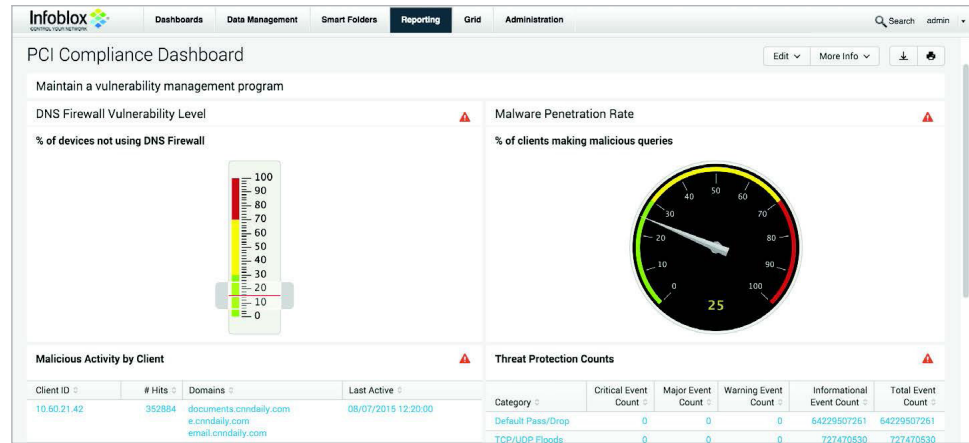 Infoblox
CONTROL YOUR NETWORK
Dashboards Data Management Smart Folders Reporting Grid Administration Search admin
PCI Compliance Dashboard Edit More Info
Maintain a vulnerability management program
DNS Firewall Vulnerability Level
% of devices not using DNS Firewall
100
90
80
70
60
50
40
30
20
10
0
Malware Penetration Rate
% of clients making malicious queries
0
10
20
30
40
50
60
70
80
90
100
25
Malicious Activity by Client
Client ID # Hits Domains Last Active
10.60.21.42 352884 documents.cnndaily.com 08/07/2015 12:20:00
e.cnndaily.com
email.cnndaily.com
Threat Protection Counts
Category Critical Event Count Major Event Count Warning Event Count Informational Event Count Total Event Count
Default Pass/Drop 0 0 0 64229507261 64229507261
TCP/UDP Floods 0 0 0 727470530 727470530